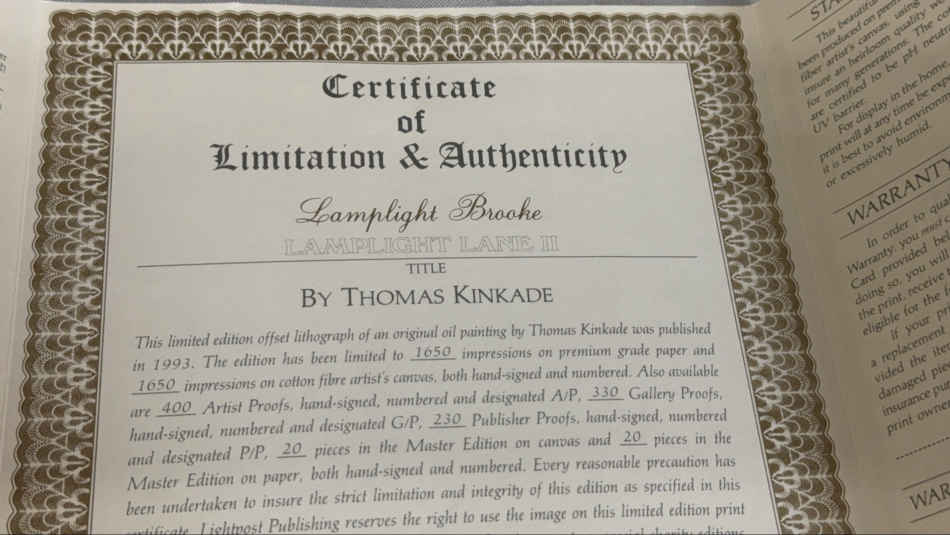 Certificate
of
Limitation & Authenticity
Lamplight Brooke
LAMPLIGHT LANE II
TITLE
BY THOMAS KINKADE
This limited edition offset lithograph of an original oil painting by Thomas Kinkade was published
in 1993. The edition has been limited to 1650 impressions on premium grade paper and
1650 impressions on cotton fibre artist's canvas, both hand-signed and numbered. Also available
are 400 Artist Proofs, hand-signed, numbered and designated A/P, 330 Gallery Proofs,
hand-signed, numbered and designated G/P, 230 Publisher Proofs, hand-signed, numbered
and designated P/P, 20 pieces in the Master Edition on canvas and 20 pieces in the
Master Edition on paper, both hand-signed and numbered. Every reasonable precaution has
been undertaken to insure the strict limitation and integrity of this edition as specified in this
certificate. Lightpost Publishing reserves the right to use the image on this limited edition print
special charity editions
This beautiful
been produced on
fiber artist's canvas, using
insure an heirloom quality
for many generations. The
are certified to be pH
UV barrier.
For display in the home,
print will at any time be
it is best to avoid
or excessively humid.
WARRANTY
In order to
Warranty, you must
Card provided
doing so, you will
the print, receive
eligible for the
if your
a replacement
vided the
damaged
insurance
print
WAR